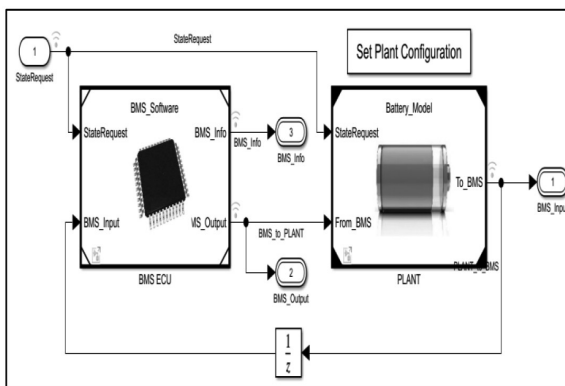 1
StateRequest
StateRequest
Set Plant Configuration
BMS_Software
StateRequest
BMS_Info
BMS_Input
MS_Output
BMS ECU
BMS_Info
3
BMS_Info
BMS_to_PLANT
2
BMS_Output
Battery_Model
StateRequest
To_BMS
From_BMS
PLANT
PLANT_to_BMS
1
BMS_Input
1
z